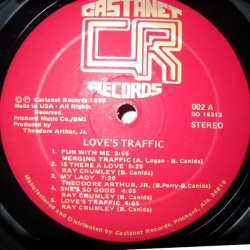 CASTANET
CR
RECORDS
℗ © Castanet Records 1980
Made in USA - All Rights
Reserved.
Prichard Music Co./BMI
Produced by
Theodore Arthur, Jr.
002 A
SO 16313
STEREO
LOVE'S TRAFFIC
1. FUN WITH ME 3:55
MERGING TRAFFIC (A. Logan - B. Canida)
2. IS THERE A LOVE 5:25
RAY CRUMLEY (B. Canida)
3. MY LADY 7:20
THEODORE ARTHUR, JR. (B.Perry-B.Canida)
4. SHE'S SO GOOD 4:05
RAY CRUMLEY (B. Canida)
5. LOVE'S TRAFFIC 4:05
RAY CRUMLEY (B. Canida)
Manufactured and Distributed by Castanet Records, Prichard, Ala.